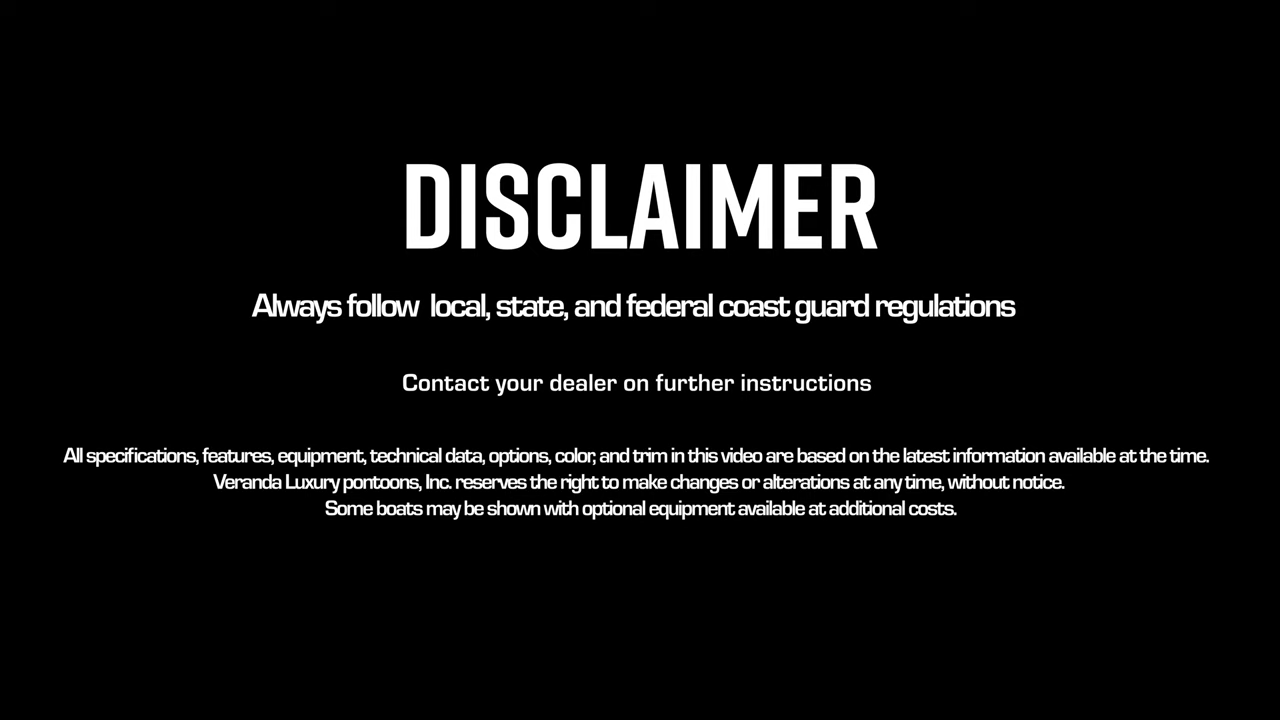 DISCLAIMER
Always follow local, state, and federal coast guard regulations
Contact your dealer on further instructions
All specifications, features, equipment, technical data, options, color, and trim in this video are based on the latest information available at the time.
Veranda Luxury pontoons, Inc. reserves the right to make changes or alterations at any time, without notice.
Some boats may be shown with optional equipment available at additional costs.